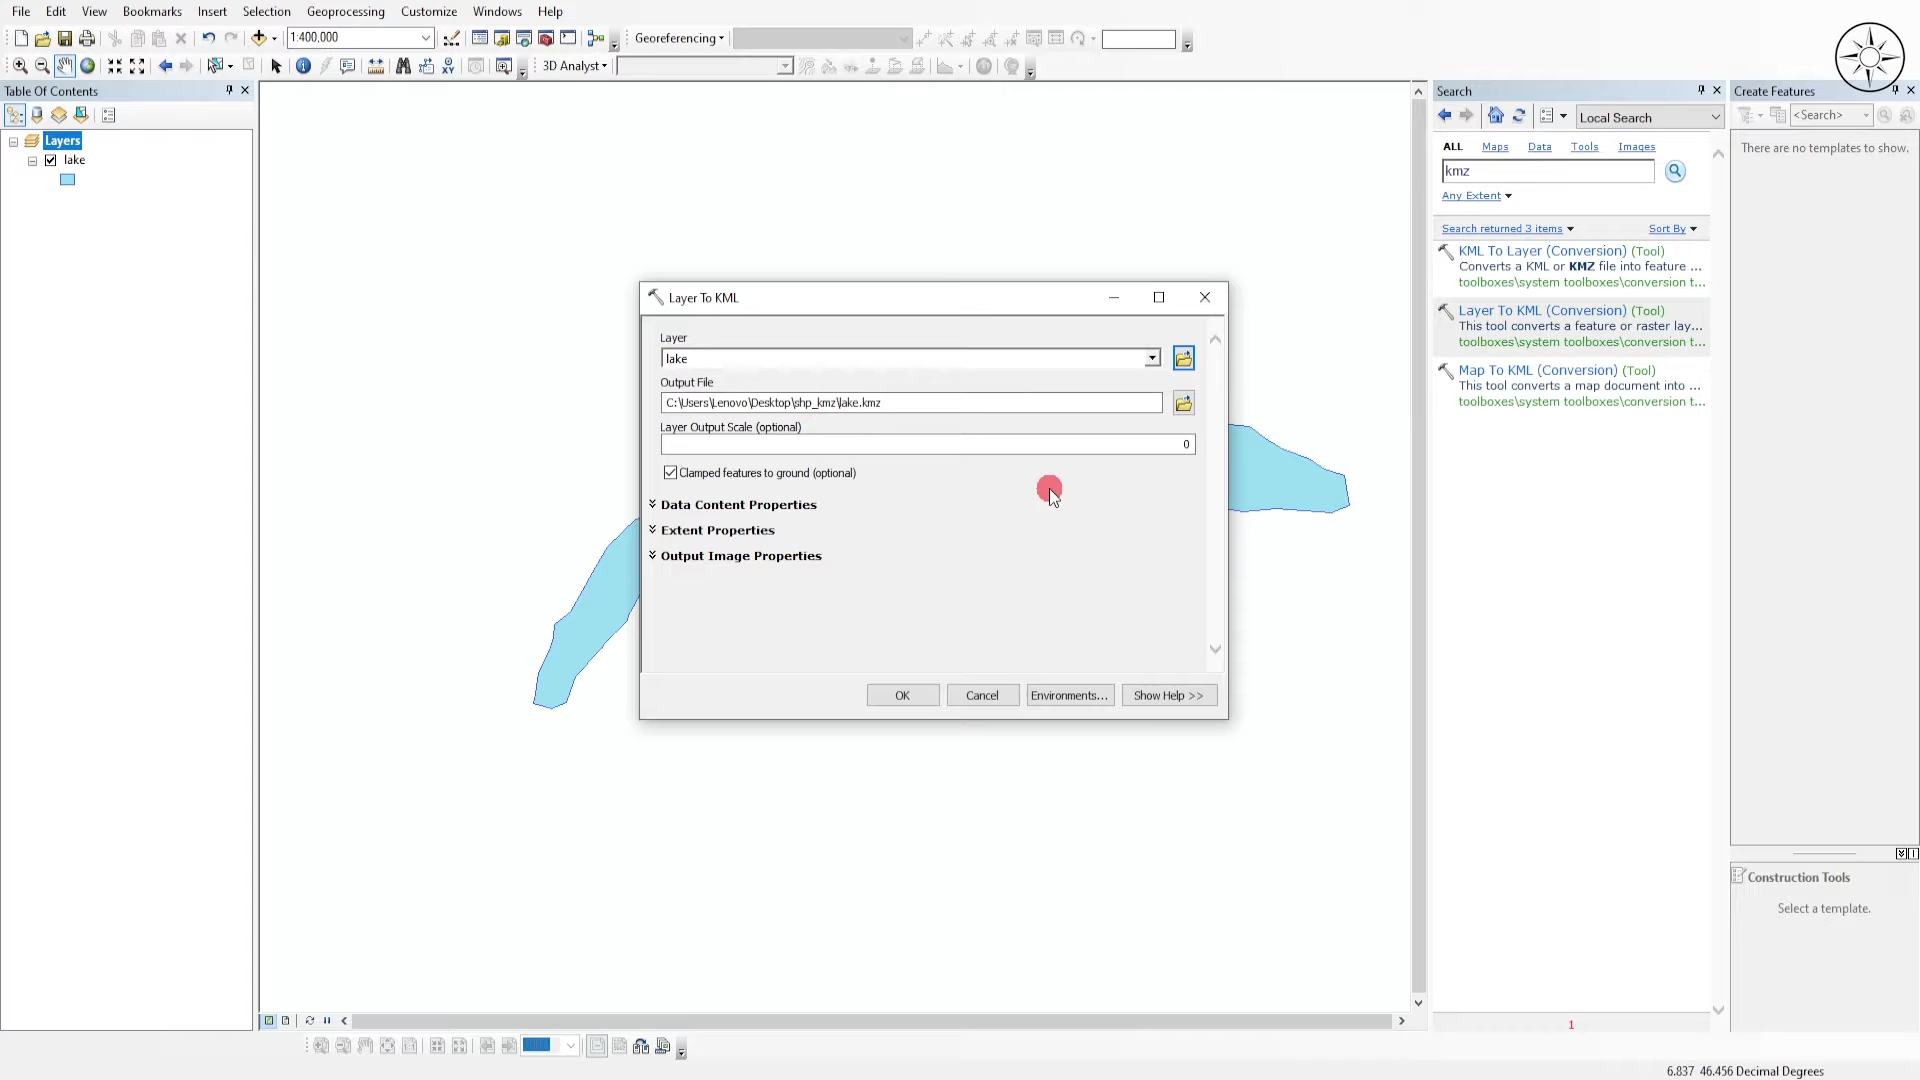 File Edit View Bookmarks Insert Selection Geoprocessing Customize Windows Help
1:400,000
Georeferencing
3D Analyst
Table Of Contents
Layers
lake
Layer To KML
Layer
lake
Output File
C:\Users\Lenovo\Desktop\shp_kmz\lake.kmz
Layer Output Scale (optional)
0
Clamped features to ground (optional)
Data Content Properties
Extent Properties
Output Image Properties
OK Cancel Environments... Show Help >>
Search
Local Search
ALL Maps Data Tools Images
kmz
Any Extent
Search returned 3 items Sort By
KML To Layer (Conversion) (Tool)
Converts a KML or KMZ file into feature ...
toolboxes\system toolboxes\conversion t...
Layer To KML (Conversion) (Tool)
This tool converts a feature or raster lay...
toolboxes\system toolboxes\conversion t...
Map To KML (Conversion) (Tool)
This tool converts a map document into ...
toolboxes\system toolboxes\conversion t...
1
Create Features
<Search>
There are no templates to show.
Construction Tools
Select a template.
6.837 46.456 Decimal Degrees